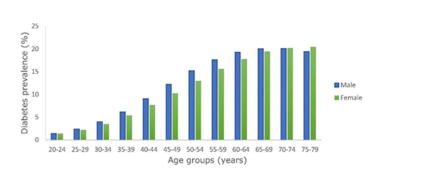 Diabetes prevalence (%)
25
20
15
10
5
0
20-24 25-29 30-34 35-39 40-44 45-49 50-54 55-59 60-64 65-69 70-74 75-79
Age groups (years)
Male
Female